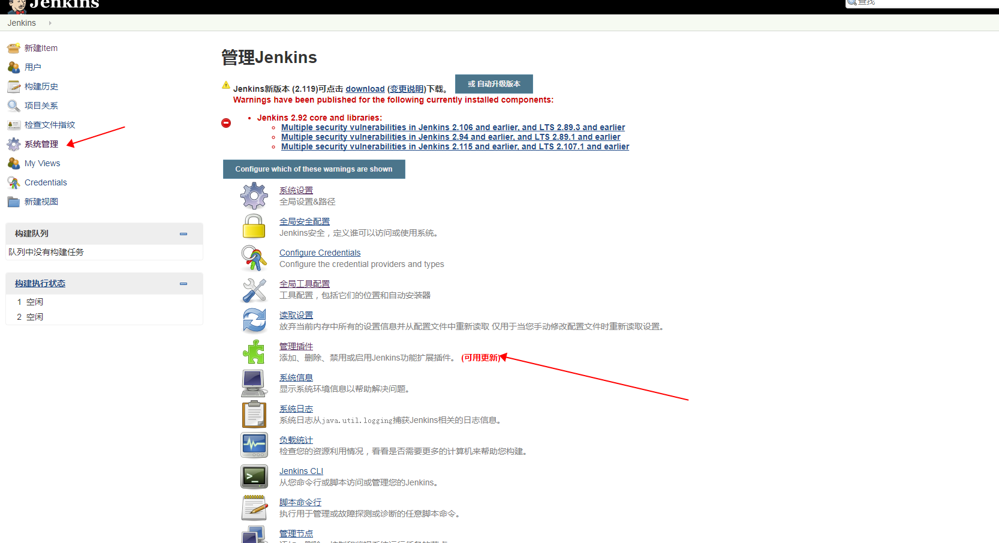 Jenkins
查找
Jenkins
新建Item
用户
构建历史
项目关系
检查文件指纹
系统管理
My Views
Credentials
新建视图
构建队列
队列中没有构建任务
构建执行状态
1 空闲
2 空闲
管理Jenkins
Jenkins新版本 (2.119)可点击 download (变更说明)下载。 或 自动升级版本
Warnings have been published for the following currently installed components:
Jenkins 2.92 core and libraries:
Multiple security vulnerabilities in Jenkins 2.106 and earlier, and LTS 2.89.3 and earlier
Multiple security vulnerabilities in Jenkins 2.94 and earlier, and LTS 2.89.1 and earlier
Multiple security vulnerabilities in Jenkins 2.115 and earlier, and LTS 2.107.1 and earlier
Configure which of these warnings are shown
系统设置
全局设置&路径
全局安全配置
Jenkins安全，定义谁可以访问或使用系统。
Configure Credentials
Configure the credential providers and types
全局工具配置
工具配置，包括它们的位置和自动安装器
读取设置
放弃当前内存中所有的设置信息并从配置文件中重新读取 仅用于当您手动修改配置文件时重新读取设置。
管理插件
添加、删除、禁用或启用Jenkins功能扩展插件。 (可用更新)
系统信息
显示系统环境信息以帮助解决问题。
系统日志
系统日志从java.util.logging捕获Jenkins相关的日志信息。
负载统计
检查您的资源利用情况，看看是否需要更多的计算机来帮助您构建。
Jenkins CLI
从您命令行或脚本访问或管理您的Jenkins。
脚本命令行
执行用于管理或故障探测或诊断的任意脚本命令。
管理节点